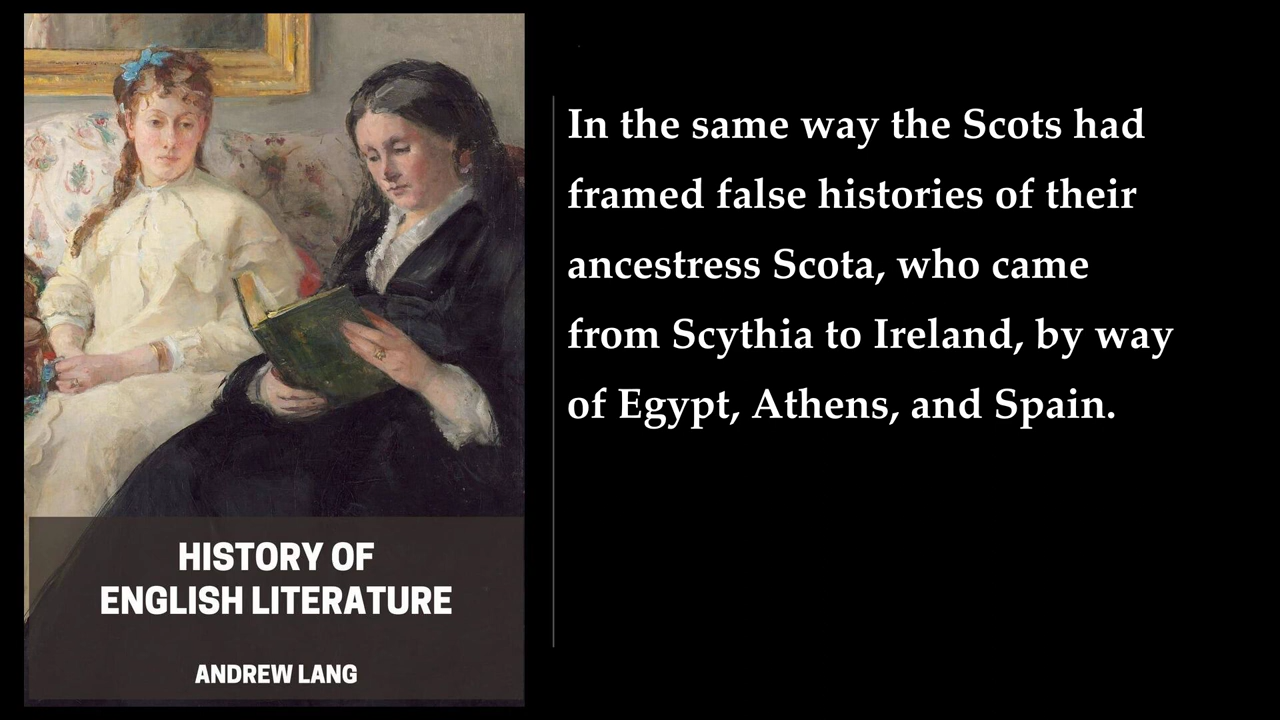 HISTORY OF
ENGLISH LITERATURE
ANDREW LANG
In the same way the Scots had
framed false histories of their
ancestress Scota, who came
from Scythia to Ireland, by way
of Egypt, Athens, and Spain.